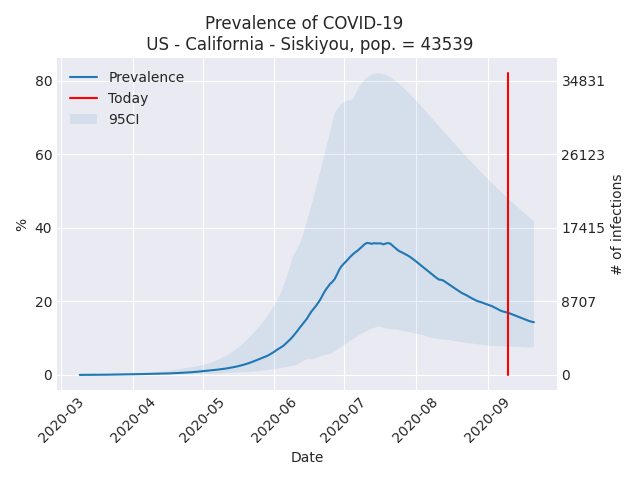 Prevalence of COVID-19
US - California - Siskiyou, pop. = 43539
Prevalence
Today
95CI
80
60
40
20
0
%
34831
26123
17415
8707
0
# of infections
2020-03
2020-04
2020-05
2020-06
2020-07
2020-08
2020-09
Date